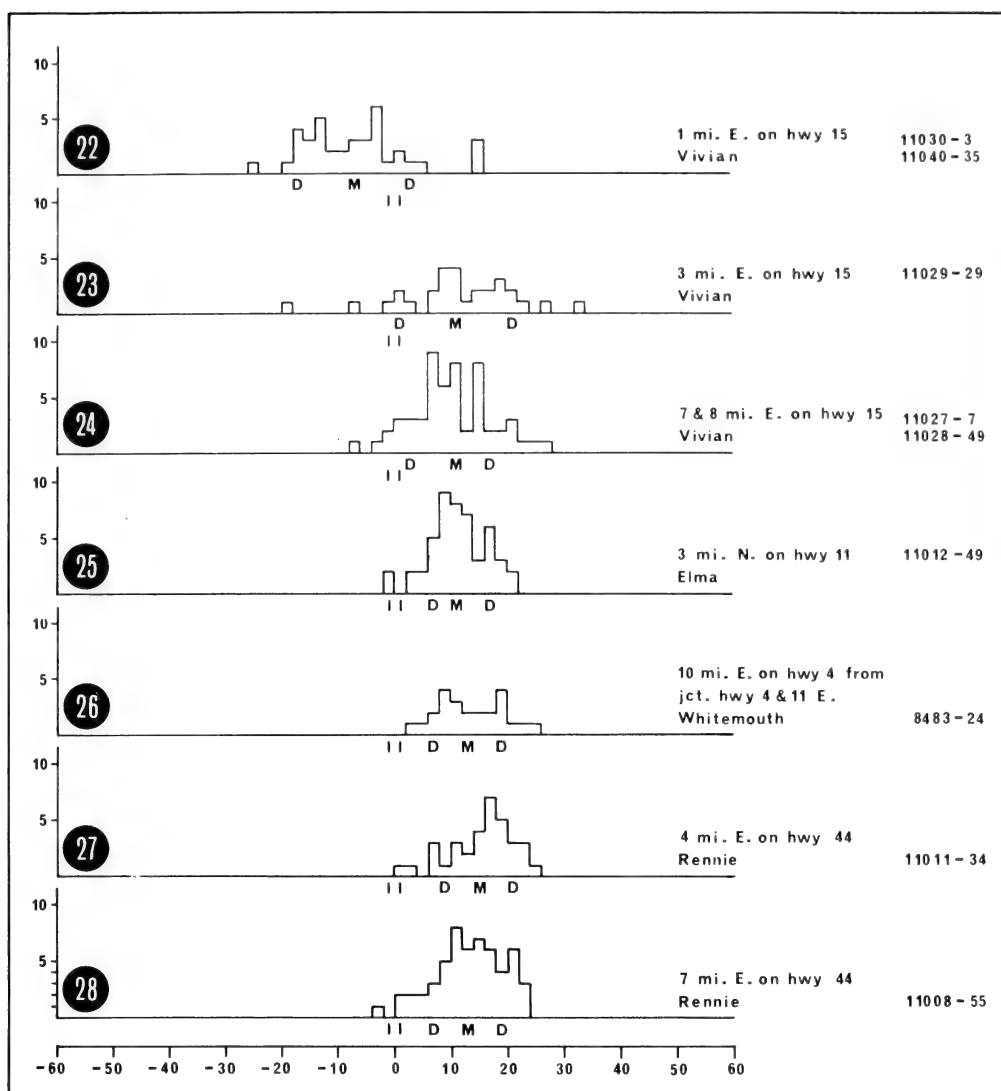 10
5
22
1 mi. E. on hwy 15 11030-3
Vivian 11040-35
D M D
I I
10
5
23
3 mi. E. on hwy 15 11029-29
Vivian
D M D
I I
10
5
24
7 & 8 mi. E. on hwy 15 11027-7
Vivian 11028-49
D M D
I I
10
5
25
3 mi. N. on hwy 11 11012-49
Elma
I I D M D
10
5
26
10 mi. E. on hwy 4 from
jct. hwy 4 & 11 E.
Whitemouth 8483-24
I I D M D
10
5
27
4 mi. E. on hwy 44
Rennie 11011-34
I I D M D
10
5
28
7 mi. E. on hwy 44
Rennie 11008-55
I I D M D
-60 -50 -40 -30 -20 -10 0 10 20 30 40 50 60